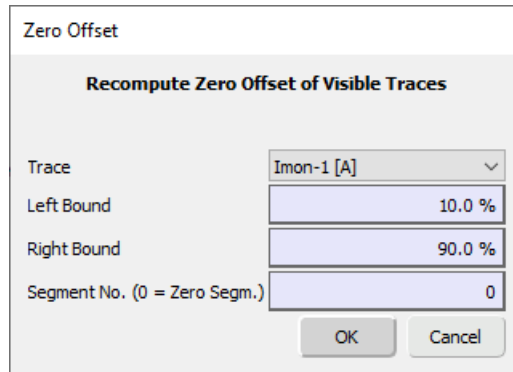 Zero Offset
Recompute Zero Offset of Visible Traces
Trace Imon-1 [A]
Left Bound 10.0 %
Right Bound 90.0 %
Segment No. (0 = Zero Segm.) 0
OK Cancel